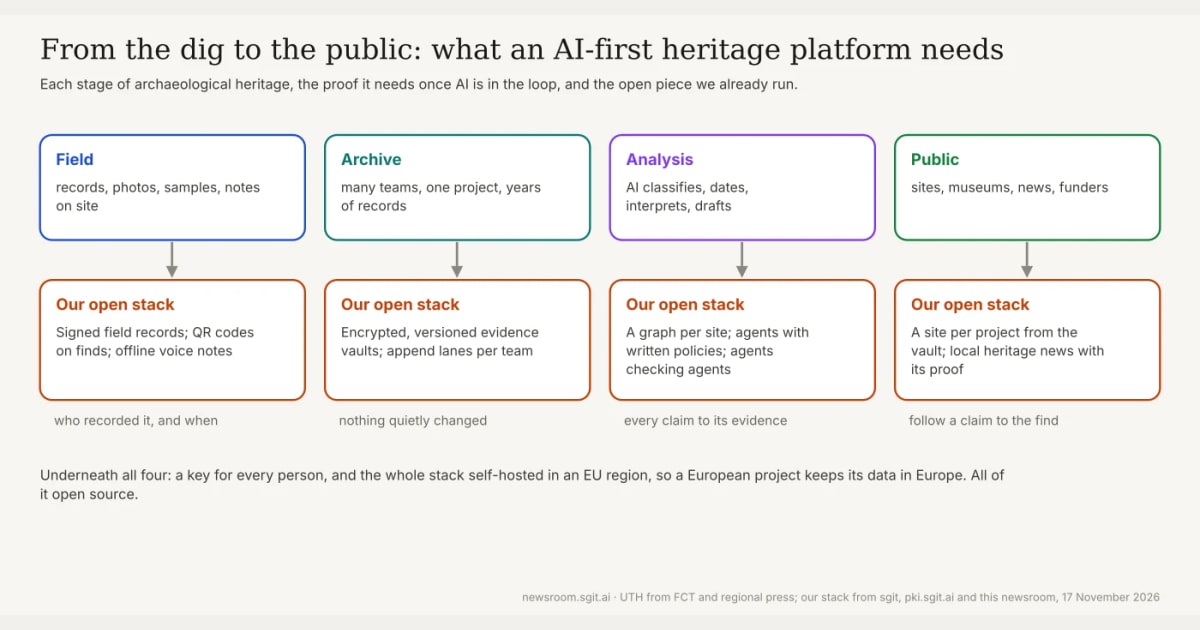 From the dig to the public: what an AI-first heritage platform needs
Each stage of archaeological heritage, the proof it needs once AI is in the loop, and the open piece we already run.
Field
records, photos, samples, notes
on site
Archive
many teams, one project, years
of records
Analysis
AI classifies, dates,
interprets, drafts
Public
sites, museums, news, funders
Our open stack
Signed field records; QR codes
on finds; offline voice notes
Our open stack
Encrypted, versioned evidence
vaults; append lanes per team
Our open stack
A graph per site; agents with
written policies; agents
checking agents
Our open stack
A site per project from the
vault; local heritage news with
its proof
who recorded it, and when
nothing quietly changed
every claim to its evidence
follow a claim to the find
Underneath all four: a key for every person, and the whole stack self-hosted in an EU region, so a European project keeps its data in Europe. All of
it open source.
newsroom.sgit.ai · UTH from FCT and regional press; our stack from sgit, pki.sgit.ai and this newsroom, 17 November 2026